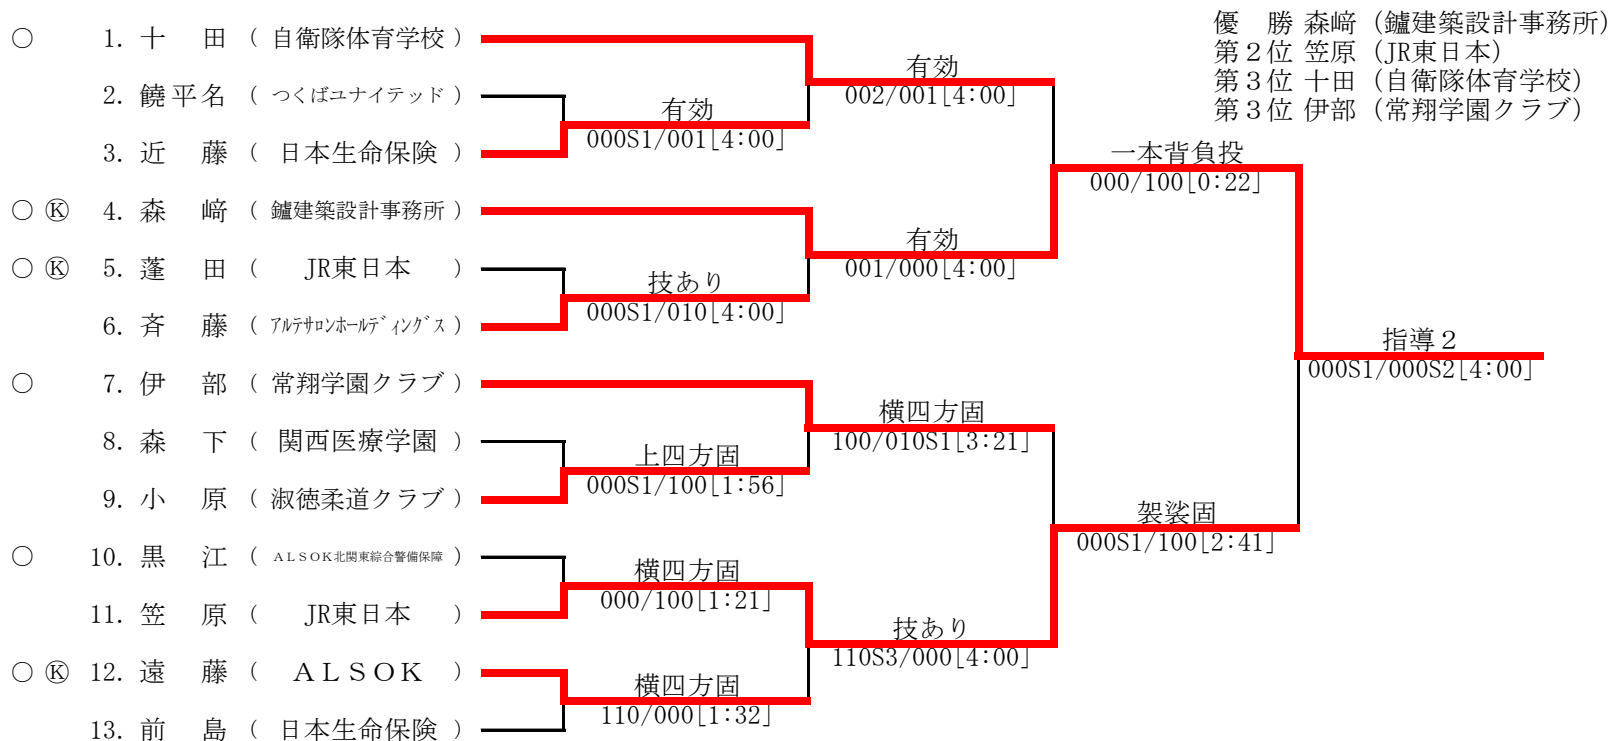 優　勝 森﨑 (鑪建築設計事務所)
第２位 笠原 (JR東日本)
第３位 十田 (自衛隊体育学校)
第３位 伊部 (常翔学園クラブ)
○ 1. 十　田 ( 自衛隊体育学校 )
2. 饒平名 ( つくばユナイテッド )
3. 近　藤 ( 日本生命保険 )
○ Ⓚ 4. 森　﨑 ( 鑪建築設計事務所 )
○ Ⓚ 5. 蓬　田 ( JR東日本 )
6. 斉　藤 ( ｱﾙﾃｻﾛﾝﾎｰﾙﾃﾞｨﾝｸﾞｽ )
○ 7. 伊　部 ( 常翔学園クラブ )
8. 森　下 ( 関西医療学園 )
9. 小　原 ( 淑徳柔道クラブ )
○ 10. 黒　江 ( ＡＬＳＯＫ北関東綜合警備保障 )
11. 笠　原 ( JR東日本 )
○ Ⓚ 12. 遠　藤 ( ＡＬＳＯＫ )
13. 前　島 ( 日本生命保険 )
有効
000S1/001[4:00]
技あり
000S1/010[4:00]
上四方固
000S1/100[1:56]
横四方固
000/100[1:21]
横四方固
110/000[1:32]
有効
002/001[4:00]
有効
001/000[4:00]
横四方固
100/010S1[3:21]
技あり
110S3/000[4:00]
一本背負投
000/100[0:22]
袈裟固
000S1/100[2:41]
指導２
000S1/000S2[4:00]